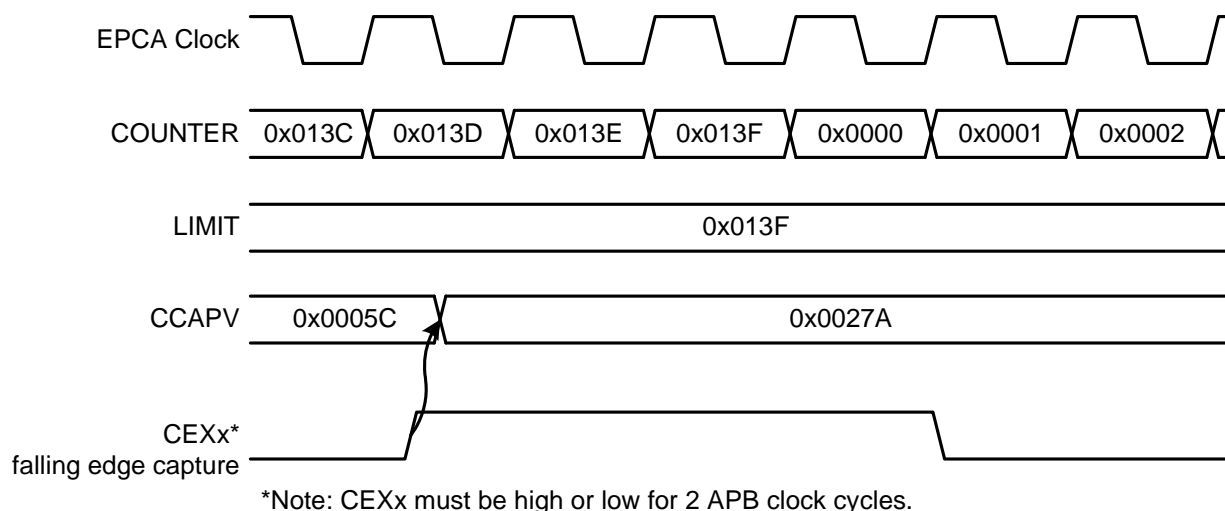 EPCA Clock
COUNTER 0x013C 0x013D 0x013E 0x013F 0x0000 0x0001 0x0002
LIMIT 0x013F
CCAPV 0x0005C 0x0027A
CEXx*
falling edge capture
*Note: CEXx must be high or low for 2 APB clock cycles.